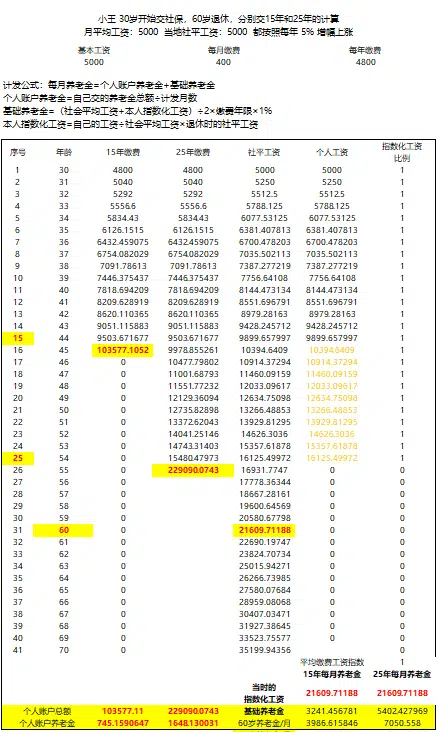 小王 30岁开始交社保，60岁退休，分别交15年和25年的计算
月平均工资：5000 当地社平工资：5000 都按照每年 5% 增幅上涨
基本工资 每月缴费 每年缴费
5000 400 4800
计发公式：每月养老金=个人账户养老金+基础养老金
个人账户养老金=自己交的养老金总额÷计发月数
基础养老金=（社会平均工资+本人指数化工资）÷2×缴费年限×1%
本人指数化工资=自己的工资÷社会平均工资×退休时的社平工资
序号 年龄 15年缴费 25年缴费 社平工资 个人工资 指数化工资比例
1 30 4800 4800 5000 5000 1
2 31 5040 5040 5250 5250 1
3 32 5292 5292 5512.5 5512.5 1
4 33 5556.6 5556.6 5788.125 5788.125 1
5 34 5834.43 5834.43 6077.53125 6077.53125 1
6 35 6126.1515 6126.1515 6381.407813 6381.407813 1
7 36 6432.459075 6432.459075 6700.478203 6700.478203 1
8 37 6754.082029 6754.082029 7035.502113 7035.502113 1
9 38 7091.78613 7091.78613 7387.277219 7387.277219 1
10 39 7446.375437 7446.375437 7756.64108 7756.64108 1
11 40 7818.694209 7818.694209 8144.473134 8144.473134 1
12 41 8209.628919 8209.628919 8551.696791 8551.696791 1
13 42 8620.110365 8620.110365 8979.28163 8979.28163 1
14 43 9051.115883 9051.115883 9428.245712 9428.245712 1
15 44 9503.671677 9503.671677 9899.657997 9899.657997 1
16 45 103577.1052 9978.855261 10394.6409 10394.6409 1
17 46 0 10477.79802 10914.37294 10914.37294 1
18 47 0 11001.68793 11460.09159 11460.09159 1
19 48 0 11551.77232 12033.09617 12033.09617 1
20 49 0 12129.36094 12634.75098 12634.75098 1
21 50 0 12735.82898 13266.48853 13266.48853 1
22 51 0 13372.62043 13929.81295 13929.81295 1
23 52 0 14041.25146 14626.3036 14626.3036 1
24 53 0 14743.31403 15357.61878 15357.61878 1
25 54 0 15480.47973 16125.49972 16125.49972 1
26 55 0 229090.0743 16931.7747 0 0
27 56 0 17778.36344 0 0
28 57 0 18667.28161 0 0
29 58 0 19600.64569 0 0
30 59 0 20580.67798 0 0
31 60 0 0 21609.71188 0 0
32 61 0 0 22690.19747 0 0
33 62 0 0 23824.70734 0 0
34 63 0 0 25015.94271 0 0
35 64 0 0 26266.73985 0 0
36 65 0 0 27580.07684 0 0
37 66 0 0 28959.08068 0 0
38 67 0 0 30407.03471 0 0
39 68 0 0 31927.38645 0 0
40 69 0 0 33523.75577 0 0
41 70 0 0 35199.94356 0 0
平均缴费工资指数 1
15年每月养老金 25年每月养老金
当时的
指数化工资 21609.71188 21609.71188
个人账户总额 103577.11 229090.0743 基础养老金 3241.456781 5402.427969
个人账户养老金 745.1590647 1648.130031 60岁养老金/月 3986.615846 7050.558